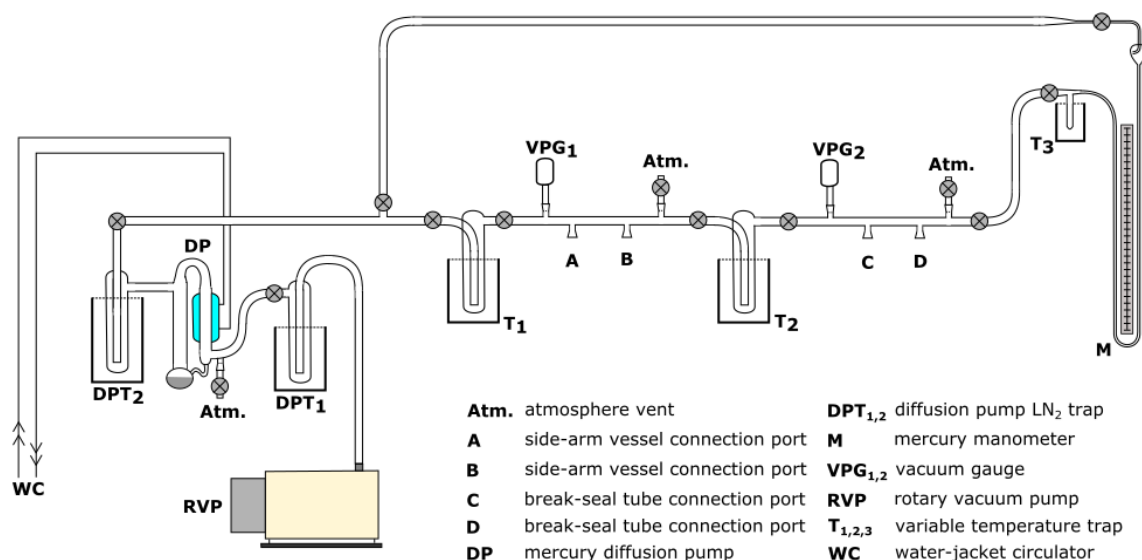 VPG1
Atm.
VPG2
Atm.
T3
DP
A
B
C
D
T1
T2
M
DPT2
Atm.
DPT1
WC
RVP
Atm. atmosphere vent
A side-arm vessel connection port
B side-arm vessel connection port
C break-seal tube connection port
D break-seal tube connection port
DP mercury diffusion pump
DPT1,2 diffusion pump LN2 trap
M mercury manometer
VPG1,2 vacuum gauge
RVP rotary vacuum pump
T1,2,3 variable temperature trap
WC water-jacket circulator